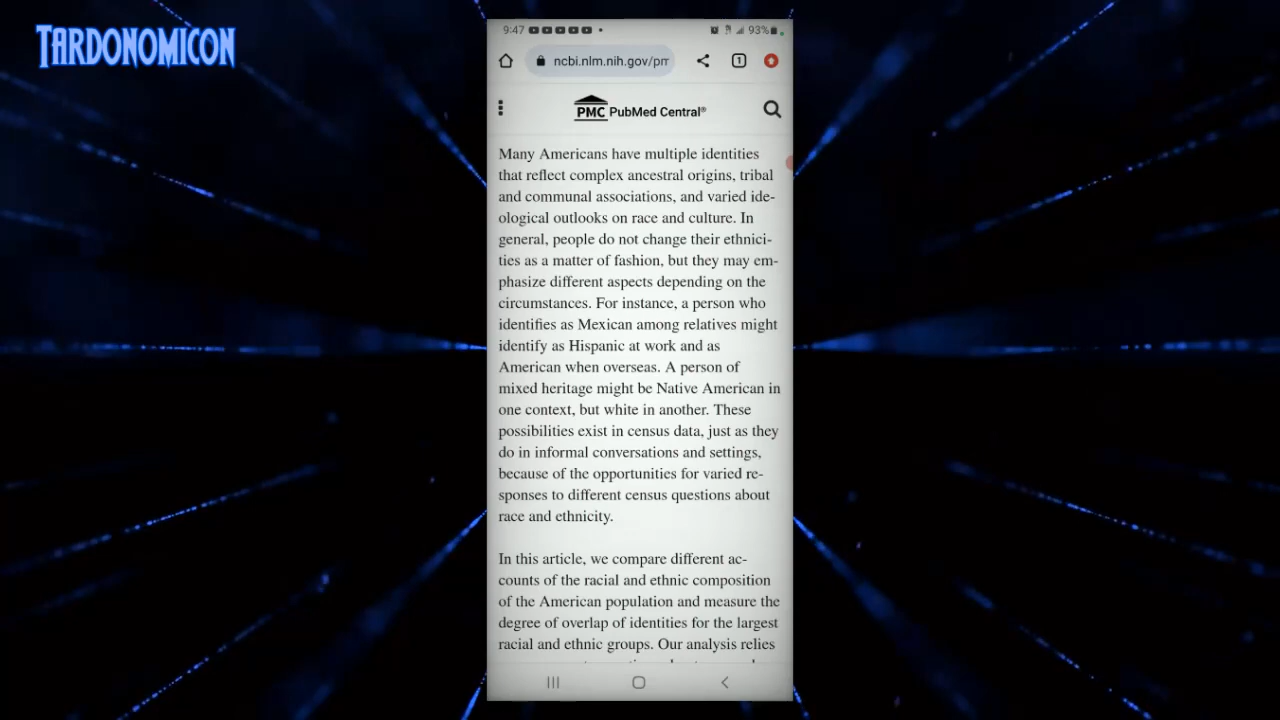 TARDONOMICON
9:47
93%
ncbi.nlm.nih.gov/pm
1
PMC PubMed Central®
Many Americans have multiple identities
that reflect complex ancestral origins, tribal
and communal associations, and varied ide-
ological outlooks on race and culture. In
general, people do not change their ethnici-
ties as a matter of fashion, but they may em-
phasize different aspects depending on the
circumstances. For instance, a person who
identifies as Mexican among relatives might
identify as Hispanic at work and as
American when overseas. A person of
mixed heritage might be Native American in
one context, but white in another. These
possibilities exist in census data, just as they
do in informal conversations and settings,
because of the opportunities for varied re-
sponses to different census questions about
race and ethnicity.
In this article, we compare different ac-
counts of the racial and ethnic composition
of the American population and measure the
degree of overlap of identities for the largest
racial and ethnic groups. Our analysis relies